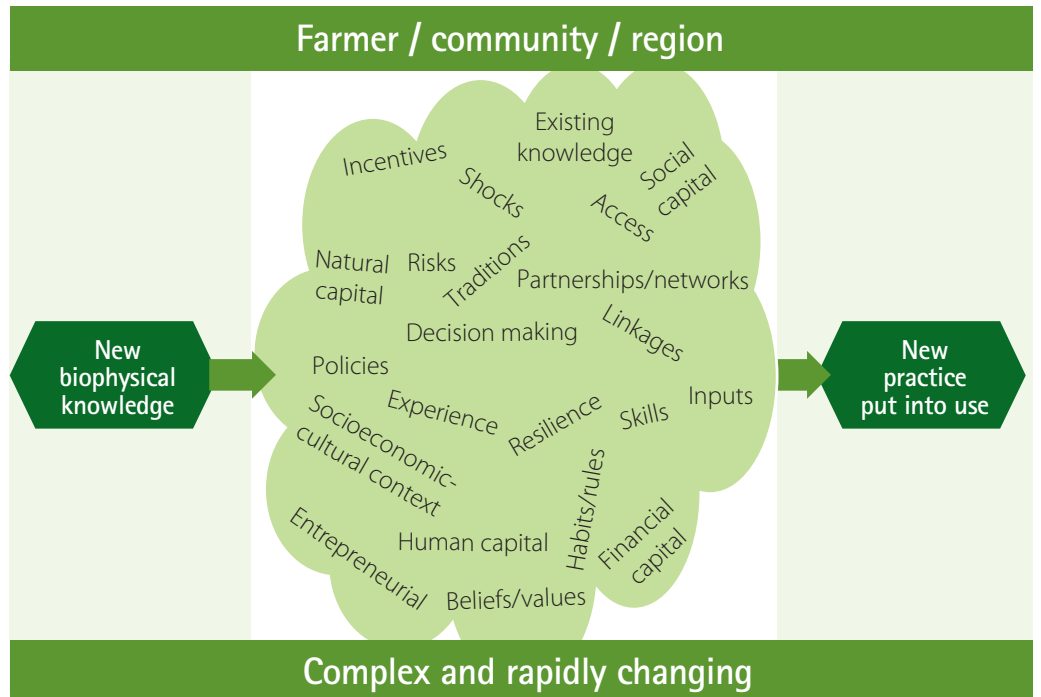 Farmer / community / region
Existing
knowledge
Incentives
Social
capital
Shocks
Access
Natural
capital
Risks
Traditions
Partnerships/networks
Decision making
Linkages
New
biophysical
knowledge
Policies
Experience
Resilience
Skills
Inputs
New
practice
put into use
Socioeconomic-
cultural context
Habits/rules
Financial
capital
Entrepreneurial
Human capital
Beliefs/values
Complex and rapidly changing